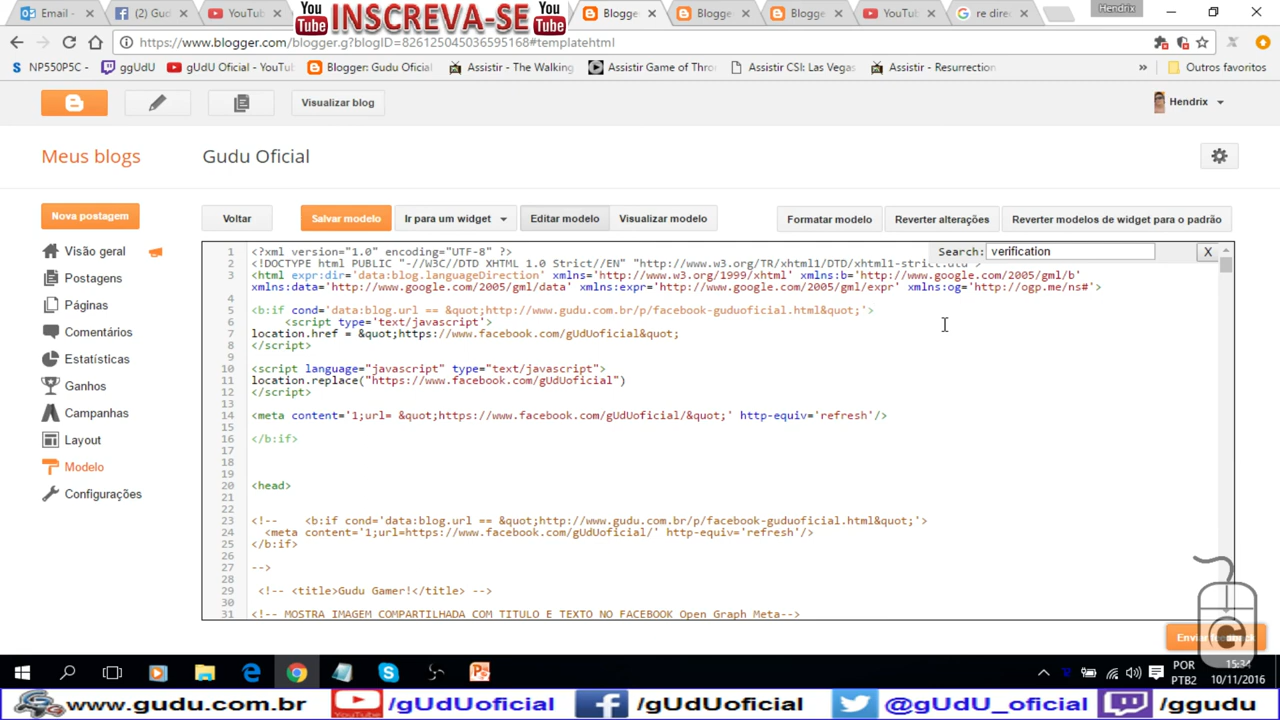 Email -
(2) Gudu
YouTube
You Tube
INSCREVA-SE
You Tube
Blogger
Blogger
Blogger
YouTube
re dire
Hendrix
https://www.blogger.com/blogger.g?blogID=826125045036595168#templatehtml
NP550P5C -
ggUdU
gUdU Oficial - YouTu
Blogger: Gudu Oficial
Assistir - The Walking
Assistir Game of Thro
Assistir CSI: Las Vegas
Assistir - Resurrection
»
Outros favoritos
Visualizar blog
Hendrix
Meus blogs
Gudu Oficial
Nova postagem
Voltar
Salvar modelo
Ir para um widget
Editar modelo
Visualizar modelo
Formatar modelo
Reverter alterações
Reverter modelos de widget para o padrão
Visão geral
Postagens
Páginas
Comentários
Estatísticas
Ganhos
Campanhas
Layout
Modelo
Configurações
Search: verification X
1 <?xml version="1.0" encoding="UTF-8" ?>
2 <!DOCTYPE html PUBLIC "-//W3C//DTD XHTML 1.0 Strict//EN" "http://www.w3.org/TR/xhtml1/DTD/xhtml1-strict.dtd">
3 <html expr:dir='data:blog.languageDirection' xmlns='http://www.w3.org/1999/xhtml' xmlns:b='http://www.google.com/2005/gml/b'
xmlns:data='http://www.google.com/2005/gml/data' xmlns:expr='http://www.google.com/2005/gml/expr' xmlns:og='http://ogp.me/ns#'>
4
5 <b:if cond='data:blog.url == &quot;http://www.gudu.com.br/p/facebook-guduoficial.html&quot;'>
6 <script type='text/javascript'>
7 location.href = &quot;https://www.facebook.com/gUdUoficial&quot;
8 </script>
9
10 <script language="javascript" type="text/javascript">
11 location.replace("https://www.facebook.com/gUdUoficial")
12 </script>
13
14 <meta content='1;url= &quot;https://www.facebook.com/gUdUoficial/&quot;' http-equiv='refresh'/>
15
16 </b:if>
17
18
19
20 <head>
21
22
23 <!-- <b:if cond='data:blog.url == &quot;http://www.gudu.com.br/p/facebook-guduoficial.html&quot;'>
24 <meta content='1;url=https://www.facebook.com/gUdUoficial/' http-equiv='refresh'/>
25 </b:if>
26
27 -->
28
29 <!-- <title>Gudu Gamer!</title> -->
30
31 <!-- MOSTRA IMAGEM COMPARTILHADA COM TITULO E TEXTO NO FACEBOOK Open Graph Meta-->
G
POR
PTB2
15:34
10/11/2016
www.gudu.com.br
YouTube
/gUdUoficial
/gUdUoficial
@gUdU_oficial
/ggudu